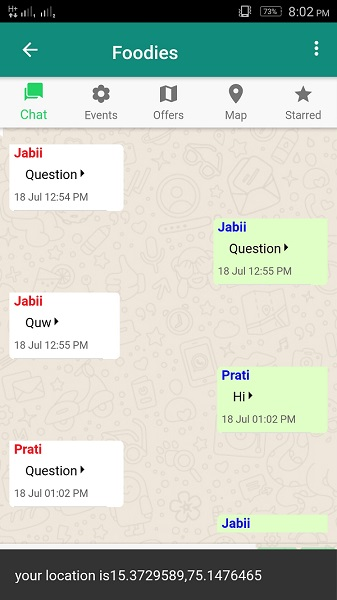 H+ 1 2 73% 8:02 PM
Foodies
Chat Events Offers Map Starred
Jabii
Question
18 Jul 12:54 PM
Jabii
Question
18 Jul 12:55 PM
Jabii
Quw
18 Jul 12:55 PM
Prati
Hi
18 Jul 01:02 PM
Prati
Question
18 Jul 01:02 PM
Jabii
your location is15.3729589,75.1476465